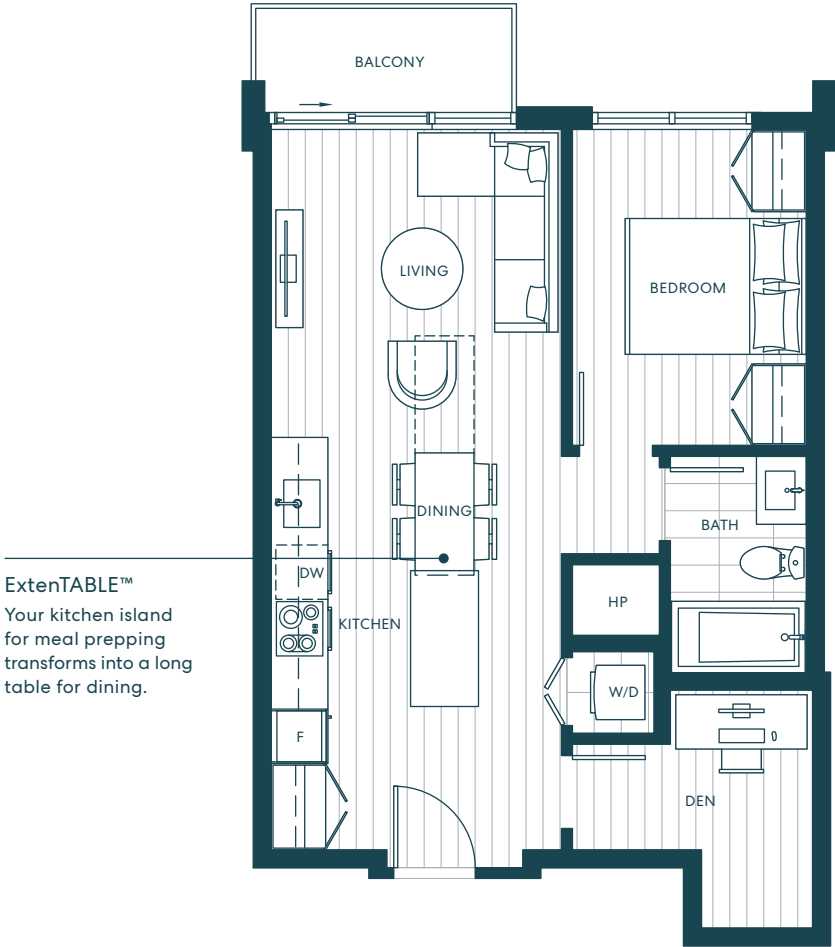 BALCONY
LIVING
BEDROOM
DINING
BATH
ExtenTABLE™
Your kitchen island
for meal prepping
transforms into a long
table for dining.
DW
HP
KITCHEN
W/D
F
DEN